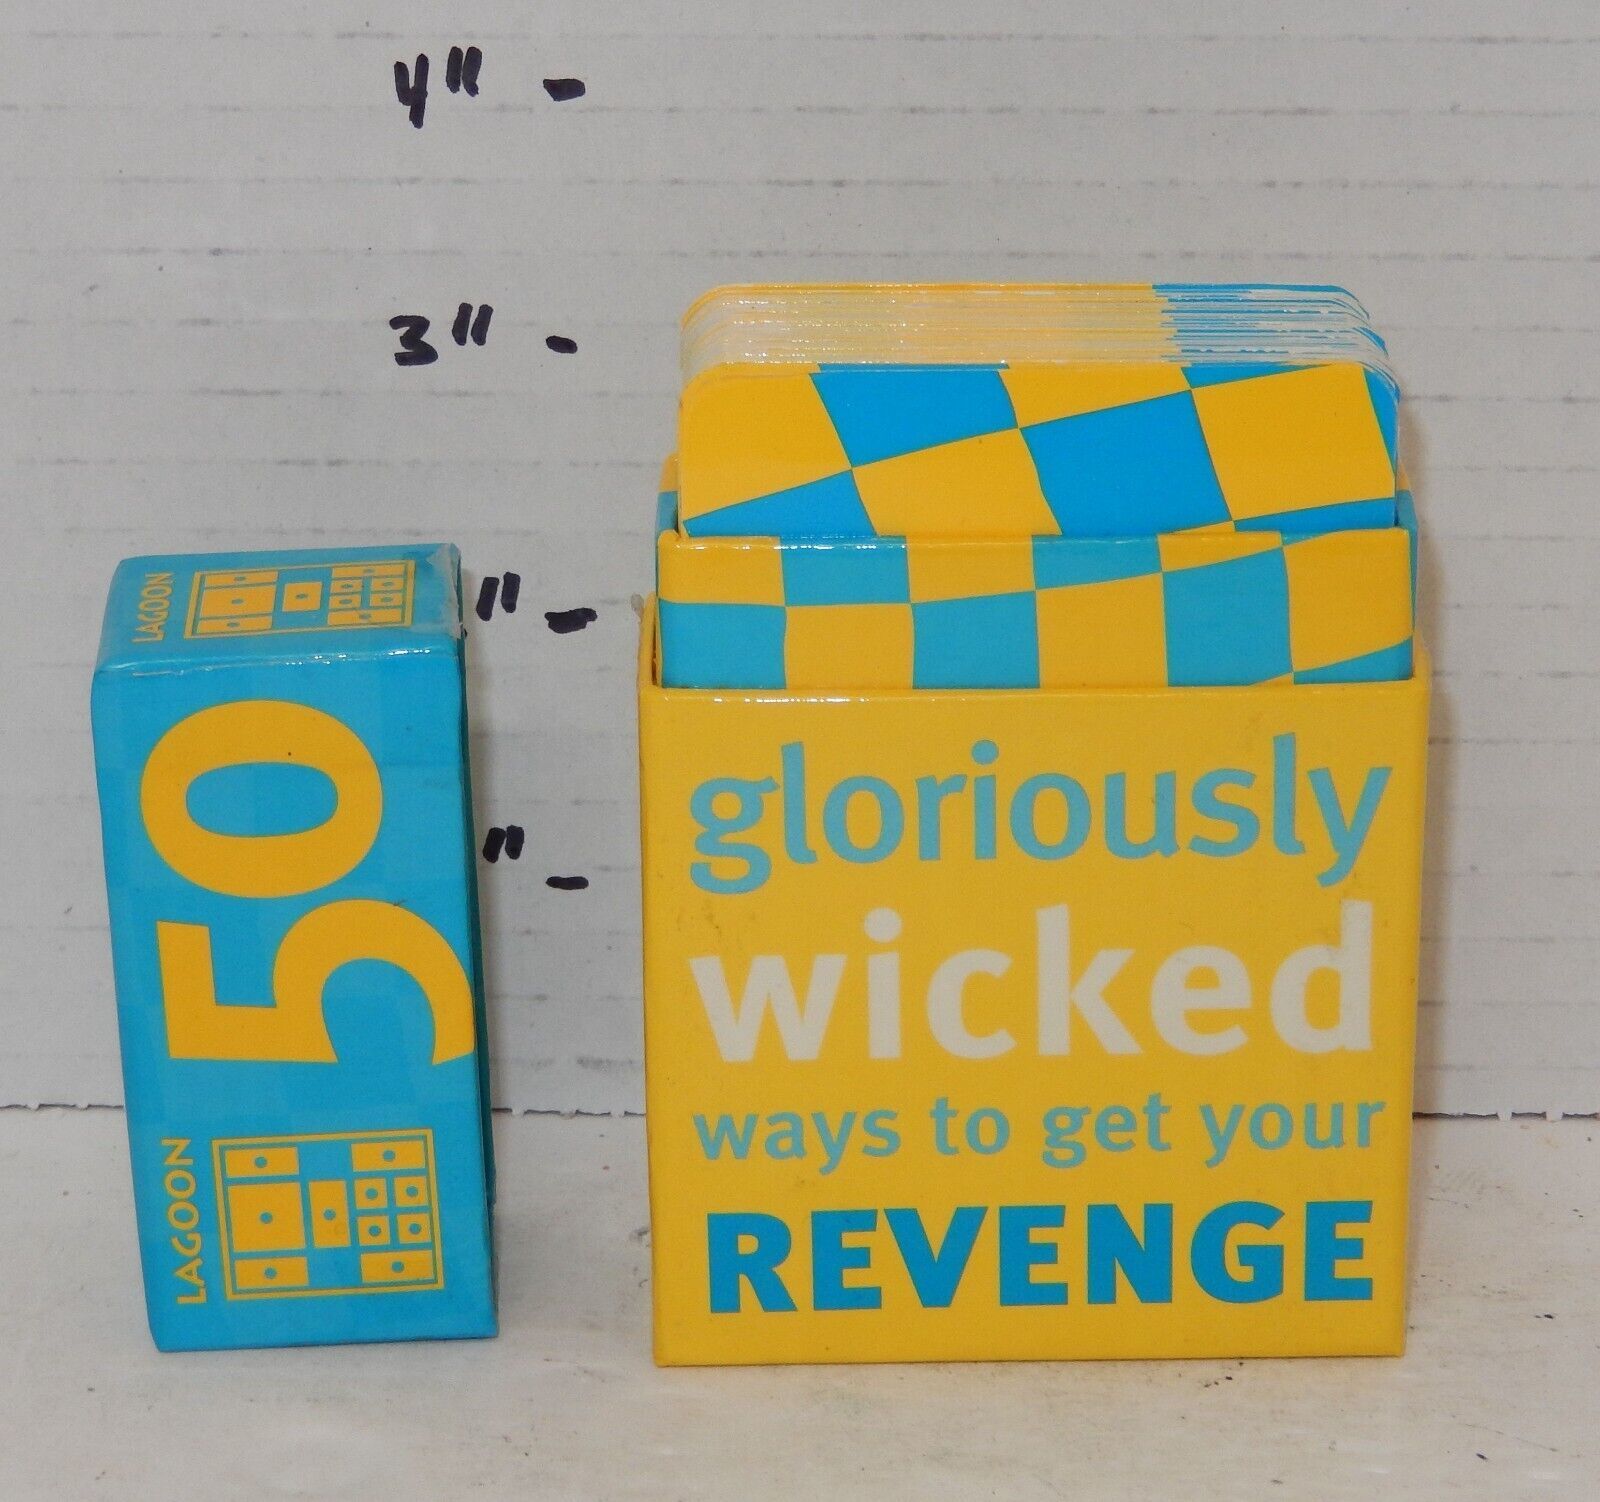 4" -
3" -
" -
" -
LAGOON
50
LAGOON
gloriously
wicked
ways to get your
REVENGE